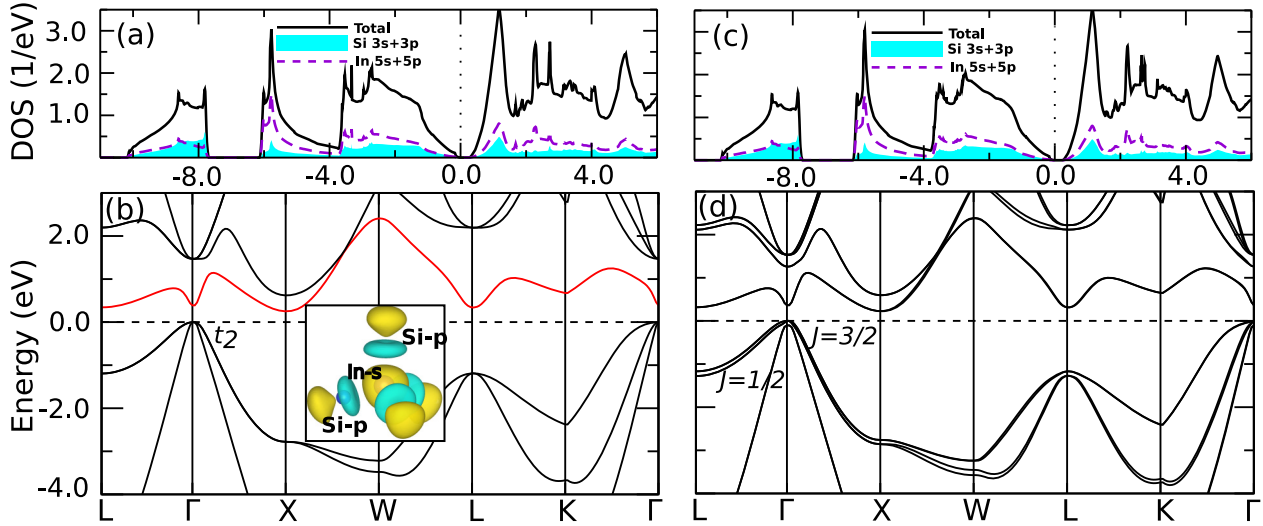 (a)
DOS (1/eV)
3.0
2.0
1.0
Total
Si 3s+3p
In 5s+5p
-8.0 -4.0 0.0 4.0
(c)
Total
Si 3s+3p
In 5s+5p
-8.0 -4.0 0.0 4.0
(b)
Energy (eV)
2.0
0.0
-2.0
-4.0
t2
Si-p
In-s
Si-p
L Γ X W L K Γ
(d)
J=3/2
J=1/2
L Γ X W L K Γ